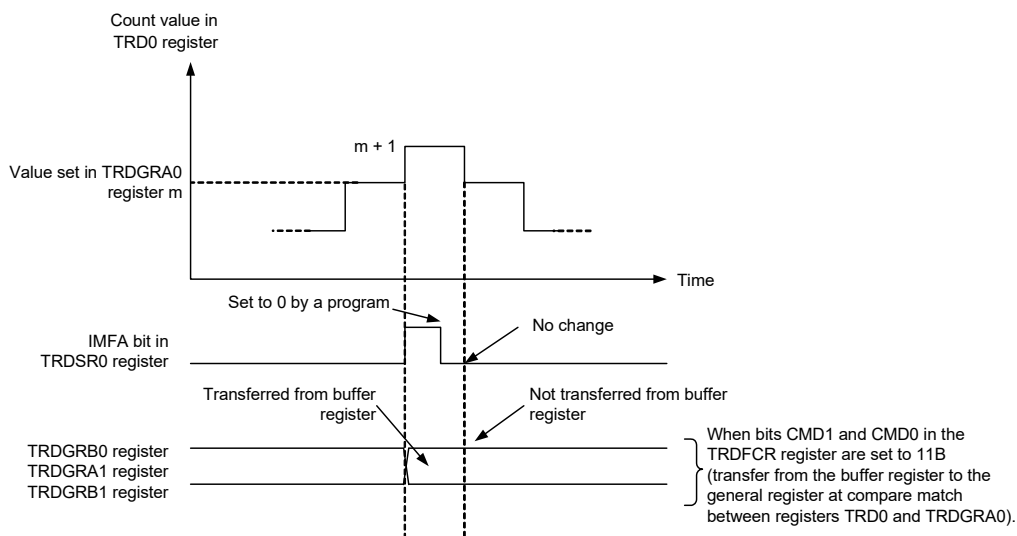 Count value in
TRD0 register
m + 1
Value set in TRDGRA0
register m
Time
Set to 0 by a program
No change
IMFA bit in
TRDSR0 register
Transferred from buffer
register
Not transferred from buffer
register
TRDGRB0 register
TRDGRA1 register
TRDGRB1 register
When bits CMD1 and CMD0 in the
TRDFCR register are set to 11B
(transfer from the buffer register to the
general register at compare match
between registers TRD0 and TRDGRA0).